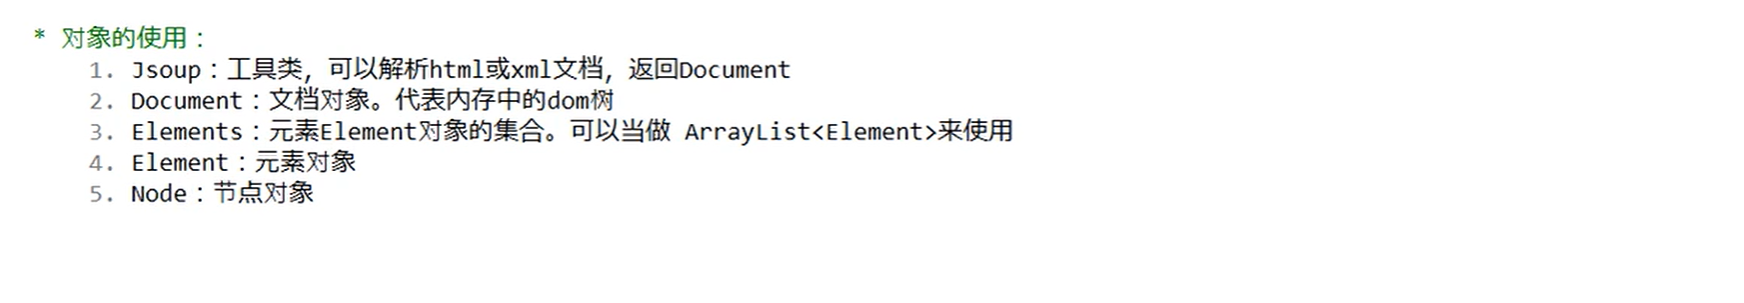 * 对象的使用：
1. Jsoup：工具类，可以解析html或xml文档，返回Document
2. Document：文档对象。代表内存中的dom树
3. Elements：元素Element对象的集合。可以当做 ArrayList<Element>来使用
4. Element：元素对象
5. Node：节点对象